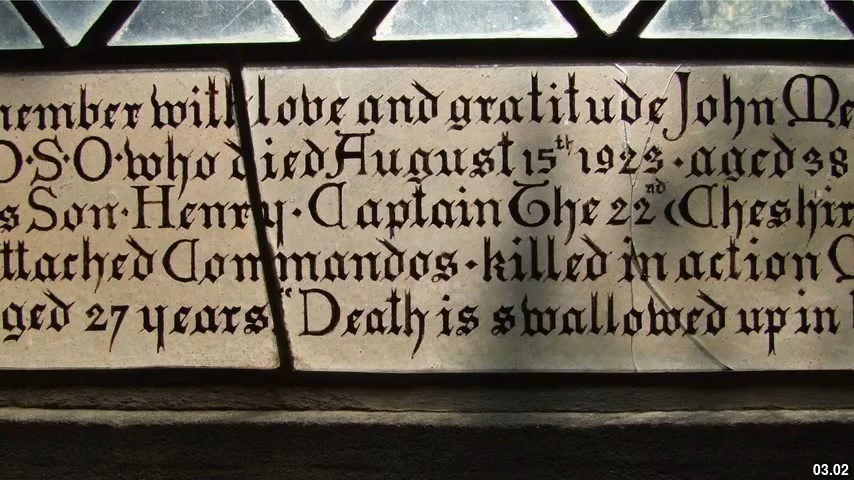 member with love and gratitude John Me
D·S·O·who died August 15th 1923·aged 38
s Son·Henry·Captain The 22nd (Cheshir
ttached Commandos·killed in action
ged 27 years." Death is swallowed up in
03.02